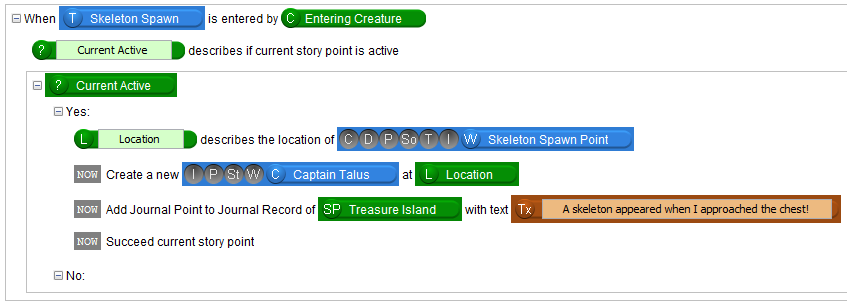 When T Skeleton Spawn is entered by C Entering Creature
? Current Active describes if current story point is active
? Current Active
Yes:
L Location describes the location of C D P So T I W Skeleton Spawn Point
NOW Create a new I P St W C Captain Talus at L Location
NOW Add Journal Point to Journal Record of SP Treasure Island with text Tx A skeleton appeared when I approached the chest!
NOW Succeed current story point
No: